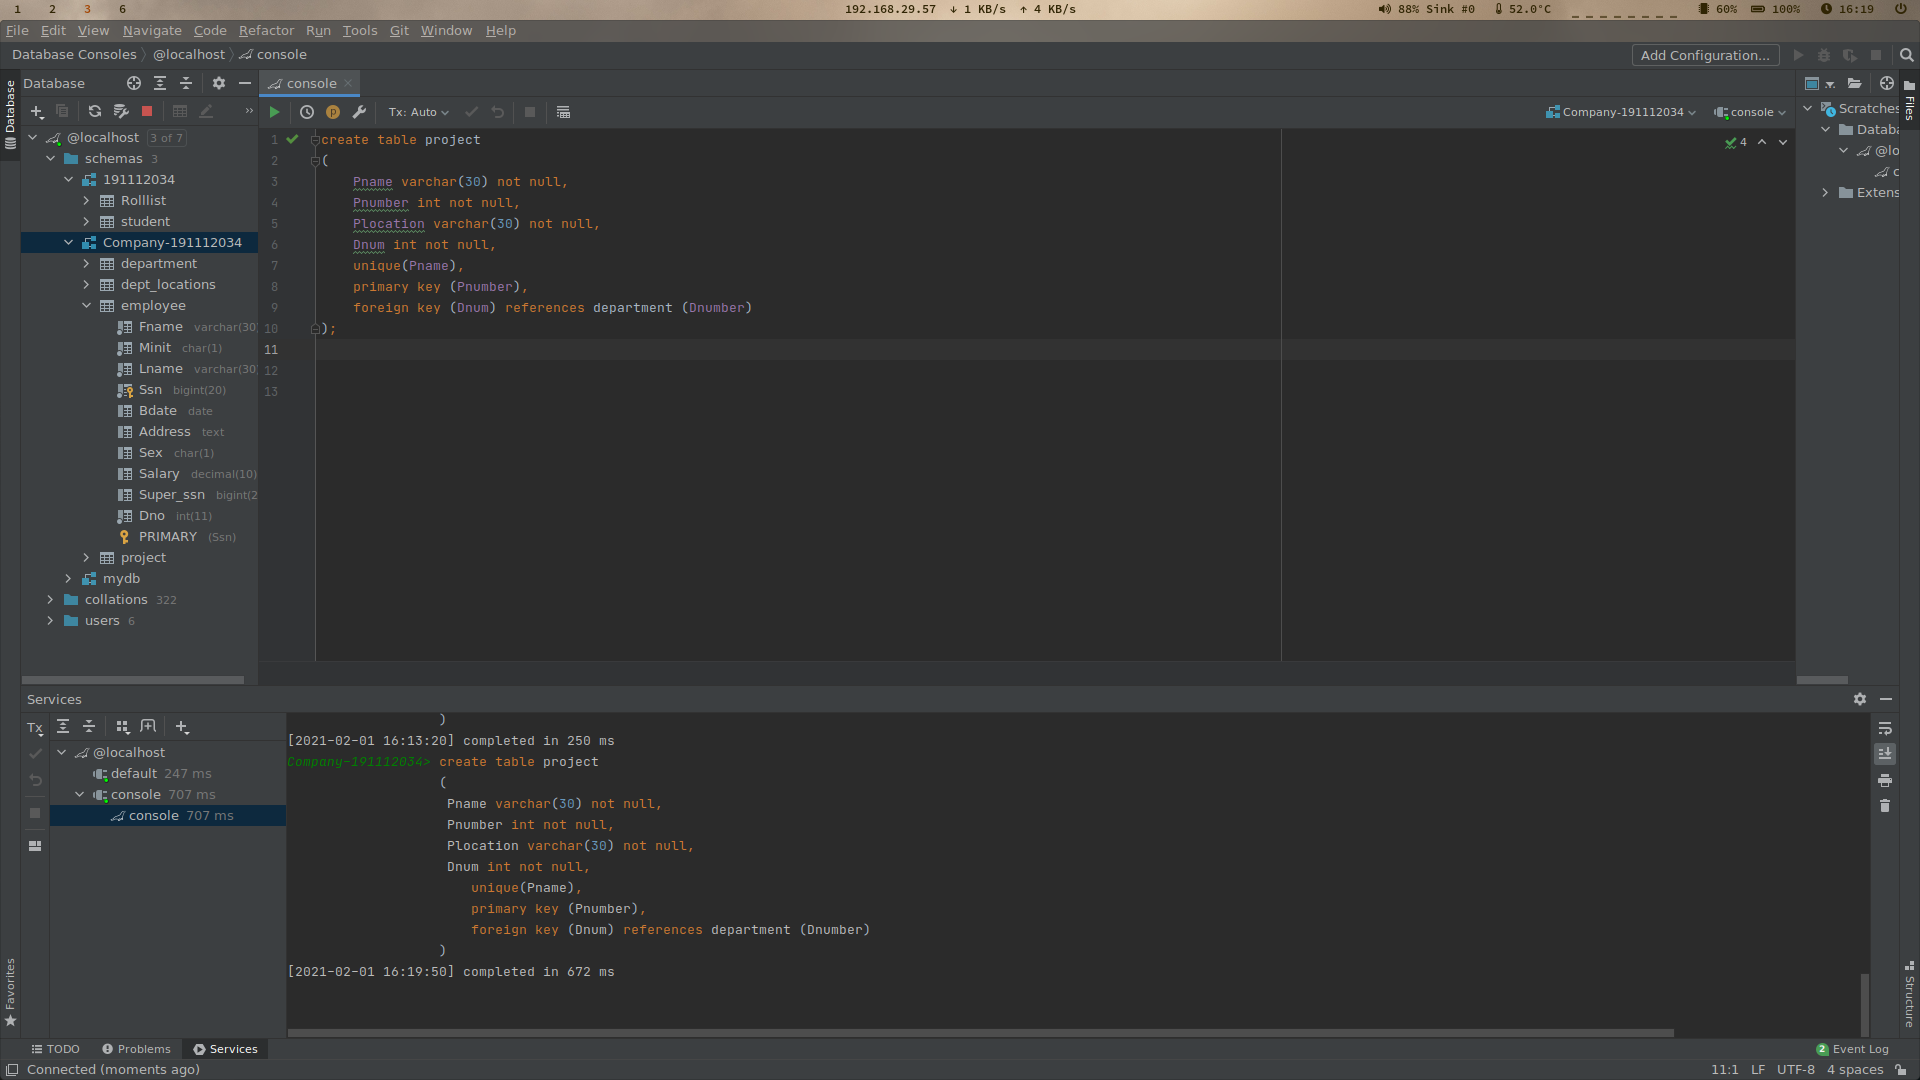 1 2 3 6
192.168.29.57 ↓ 1 KB/s ↑ 4 KB/s
88% Sink #0 52.0°C 60% 100% 16:19
File Edit View Navigate Code Refactor Run Tools Git Window Help
Database Consoles @localhost console
Add Configuration...
Database
Database
console
Tx: Auto
Company-191112034
console
@localhost 3 of 7
schemas 3
191112034
Rolllist
student
Company-191112034
department
dept_locations
employee
Fname varchar(30)
Minit char(1)
Lname varchar(30)
Ssn bigint(20)
Bdate date
Address text
Sex char(1)
Salary decimal(10)
Super_ssn bigint(2
Dno int(11)
PRIMARY (Ssn)
project
mydb
collations 322
users 6
1 create table project
2 (
3 Pname varchar(30) not null,
4 Pnumber int not null,
5 Plocation varchar(30) not null,
6 Dnum int not null,
7 unique(Pname),
8 primary key (Pnumber),
9 foreign key (Dnum) references department (Dnumber)
10 );
11
12
13
4
Scratches
Databa
@lo
c
Extens
Files
Services
Tx
@localhost
default 247 ms
console 707 ms
console 707 ms
)
[2021-02-01 16:13:20] completed in 250 ms
Company-191112034> create table project
(
Pname varchar(30) not null,
Pnumber int not null,
Plocation varchar(30) not null,
Dnum int not null,
unique(Pname),
primary key (Pnumber),
foreign key (Dnum) references department (Dnumber)
)
[2021-02-01 16:19:50] completed in 672 ms
Favorites
Structure
TODO Problems Services
2 Event Log
Connected (moments ago)
11:1 LF UTF-8 4 spaces